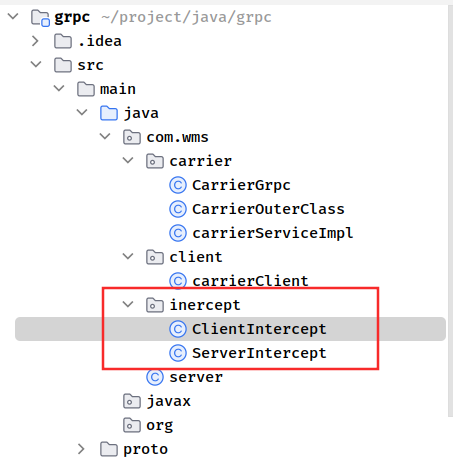 grpc ~/project/java/grpc
.idea
src
main
java
com.wms
carrier
CarrierGrpc
CarrierOuterClass
carrierServiceImpl
client
carrierClient
inercept
ClientIntercept
ServerIntercept
server
javax
org
proto